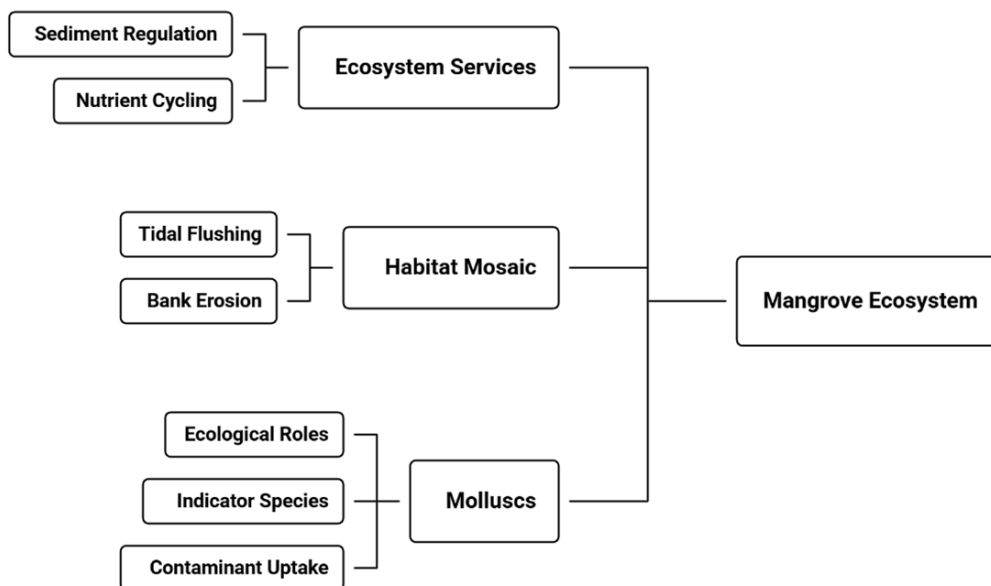 Sediment Regulation
Ecosystem Services
Nutrient Cycling
Tidal Flushing
Habitat Mosaic
Bank Erosion
Mangrove Ecosystem
Ecological Roles
Indicator Species
Molluscs
Contaminant Uptake